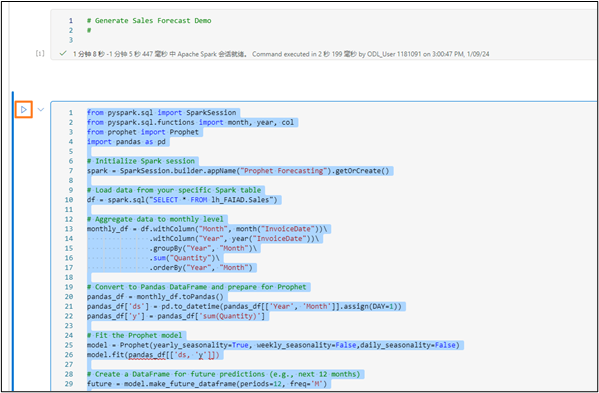 1 # Generate Sales Forecast Demo
2 #
3
[1] ✓ 1 分钟 8 秒 -1 分钟 5 秒 447 毫秒 中 Apache Spark 会话就绪。 Command executed in 2 秒 199 毫秒 by ODL_User 1181091 on 3:00:47 PM, 1/09/24
1 from pyspark.sql import SparkSession
2 from pyspark.sql.functions import month, year, col
3 from prophet import Prophet
4 import pandas as pd
5
6 # Initialize Spark session
7 spark = SparkSession.builder.appName("Prophet Forecasting").getOrCreate()
8
9 # Load data from your specific Spark table
10 df = spark.sql("SELECT * FROM lh_FAIAD.Sales")
11
12 # Aggregate data to monthly level
13 monthly_df = df.withColumn("Month", month("InvoiceDate"))\
14 .withColumn("Year", year("InvoiceDate"))\
15 .groupBy("Year", "Month")\
16 .sum("Quantity")\
17 .orderBy("Year", "Month")
18
19 # Convert to Pandas DataFrame and prepare for Prophet
20 pandas_df = monthly_df.toPandas()
21 pandas_df['ds'] = pd.to_datetime(pandas_df[['Year', 'Month']].assign(DAY=1))
22 pandas_df['y'] = pandas_df['sum(Quantity)']
23
24 # Fit the Prophet model
25 model = Prophet(yearly_seasonality=True, weekly_seasonality=False,daily_seasonality=False)
26 model.fit(pandas_df[['ds, 'y']])
27
28 # Create a DataFrame for future predictions (e.g., next 12 months)
29 future = model.make_future_dataframe(periods=12, freq='M')